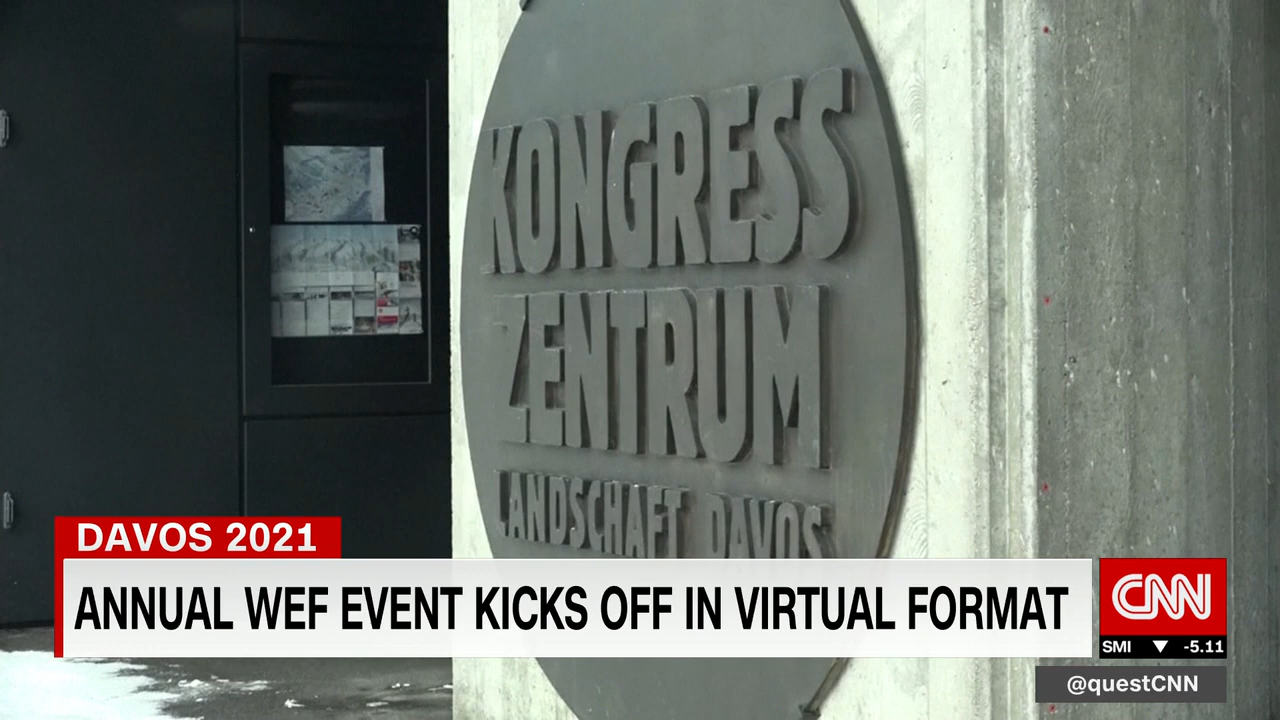 KONGRESS
ZENTRUM
LANDSCHAFT DAVOS
DAVOS 2021
ANNUAL WEF EVENT KICKS OFF IN VIRTUAL FORMAT
CNN
SMI ▼ -5.11
@questCNN